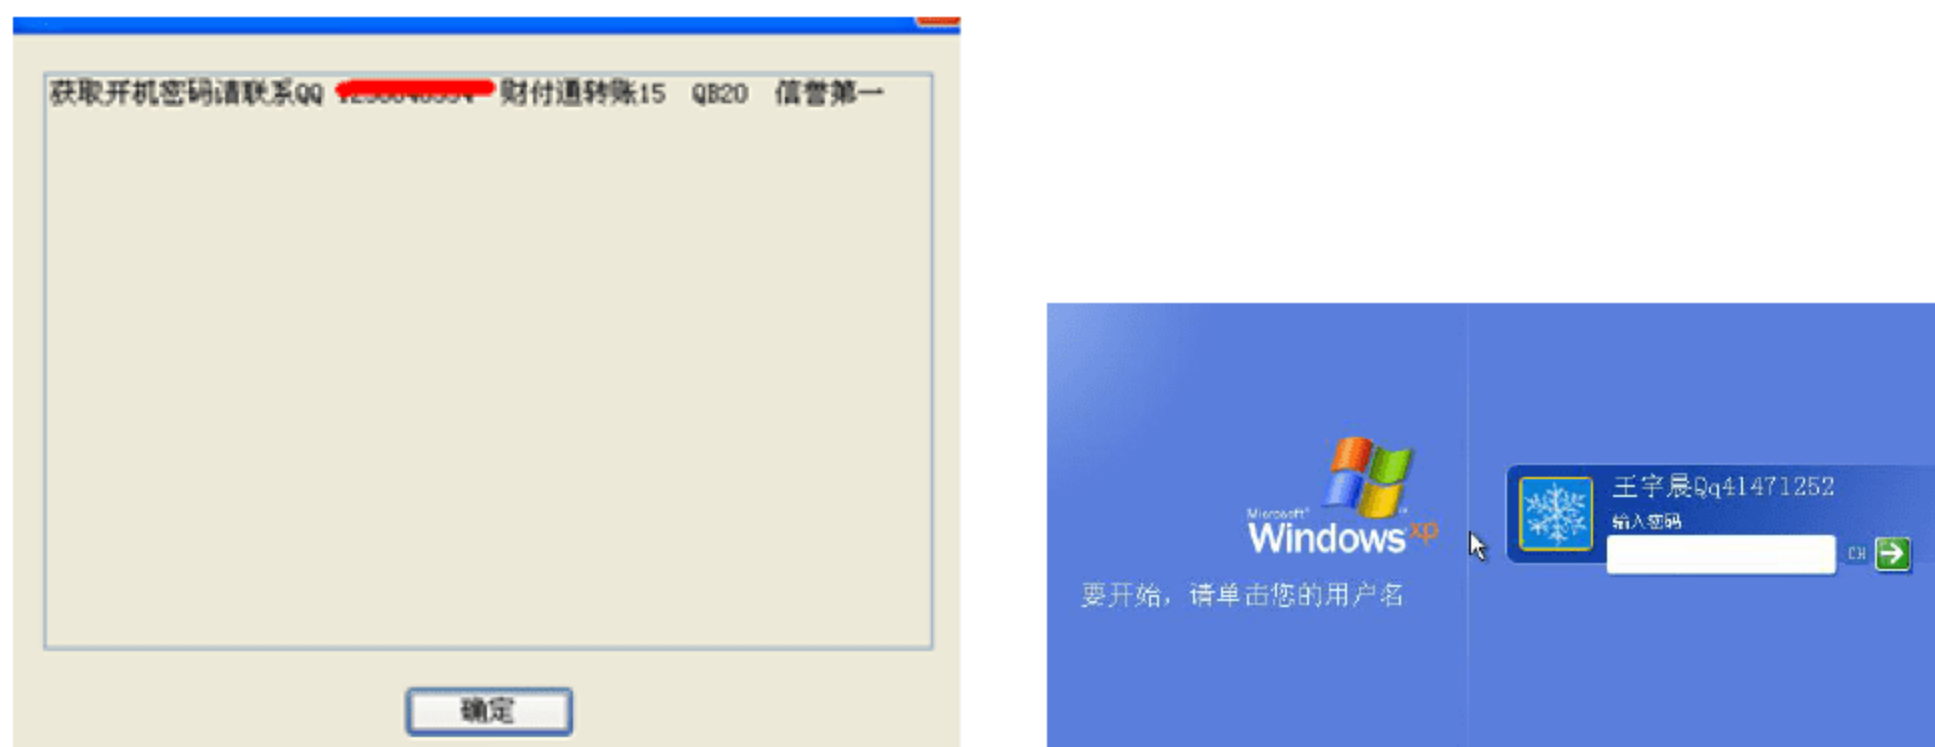 获取开机密码请联系QQ 财付通转账15 QB20 信誉第一
确定
Microsoft
Windows xp
要开始，请单击您的用户名
王宇晨Qq41471252
输入密码
CH